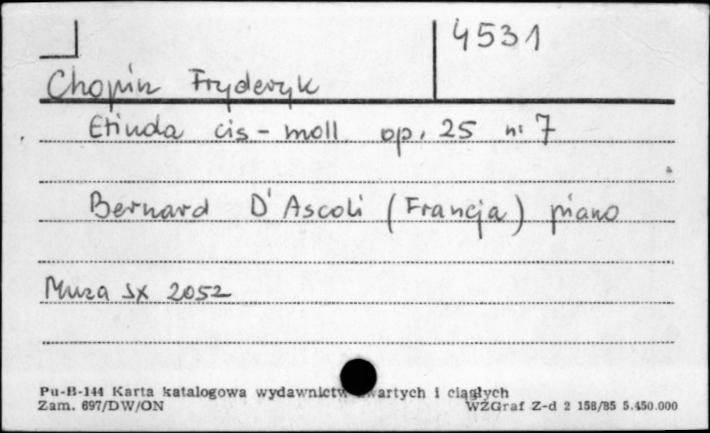 4531
Chopin Fryderyk
Etiuda cis-moll op. 25 nr 7
Bernard D'Ascoli (Francja) piano
Muza SX 2052
Pu-B-144 Karta katalogowa wydawnictw zwartych i ciągłych
Zam. 697/DW/ON WZGraf Z-d 2 158/85 5.450.000